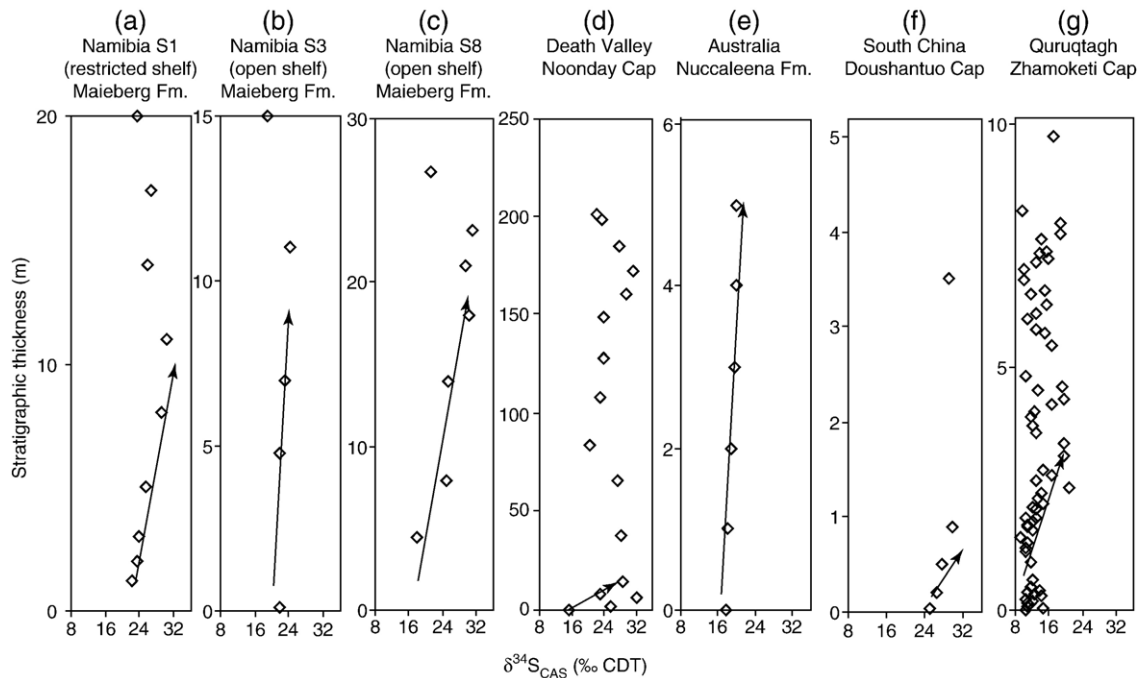 (a)
Namibia S1
(restricted shelf)
Maieberg Fm.
(b)
Namibia S3
(open shelf)
Maieberg Fm.
(c)
Namibia S8
(open shelf)
Maieberg Fm.
(d)
Death Valley
Noonday Cap
(e)
Australia
Nuccaleena Fm.
(f)
South China
Doushantuo Cap
(g)
Quruqtagh
Zhamoketi Cap
Stratigraphic thickness (m)
20
10
0
15
10
5
0
30
20
10
0
250
200
150
100
50
0
6
4
2
0
5
4
3
2
1
0
10
5
0
8 16 24 32
8 16 24 32
8 16 24 32
8 16 24 32
8 16 24 32
8 16 24 32
8 16 24 32
δ³⁴S_CAS (‰ CDT)